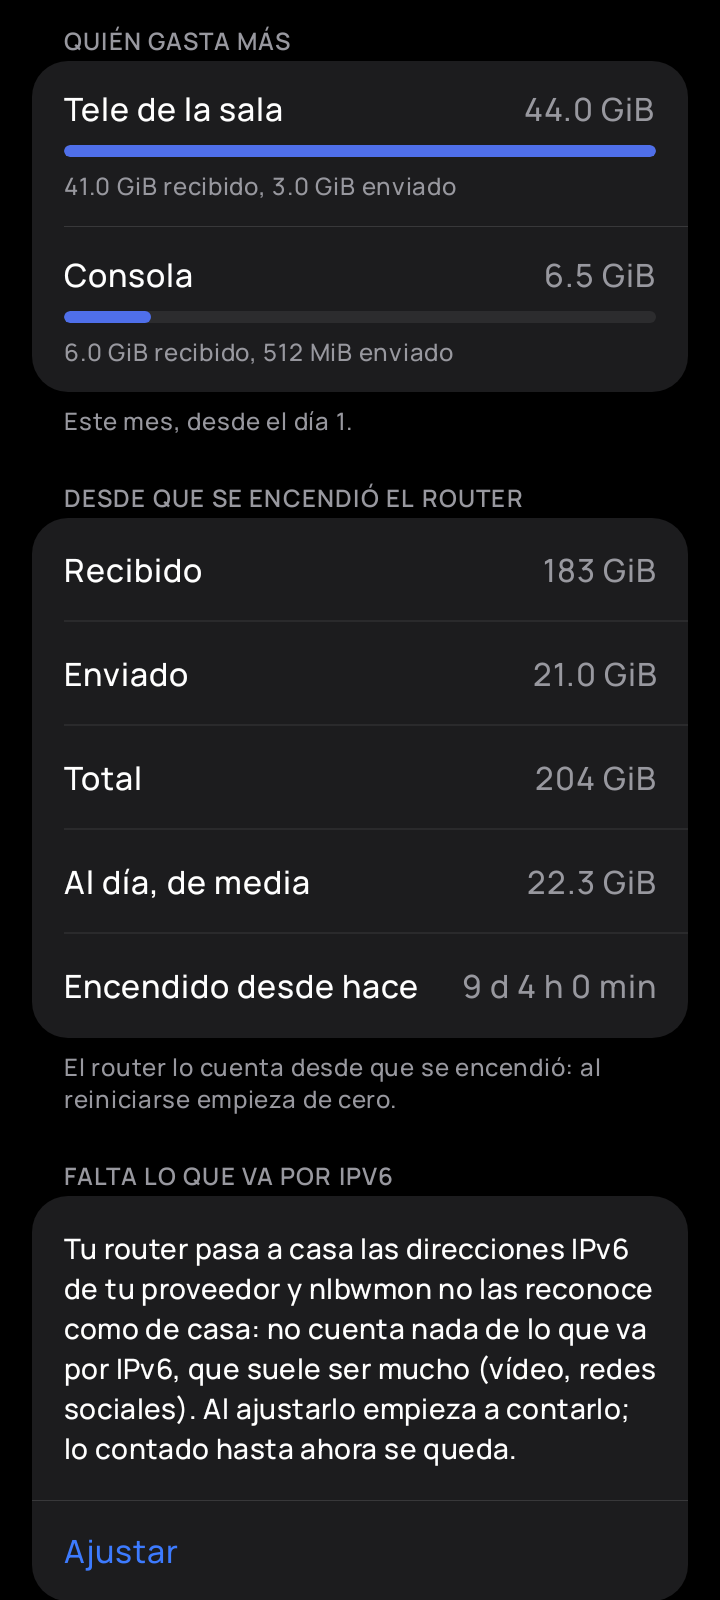 QUIÉN GASTA MÁS
Tele de la sala 44.0 GiB
41.0 GiB recibido, 3.0 GiB enviado
Consola 6.5 GiB
6.0 GiB recibido, 512 MiB enviado
Este mes, desde el día 1.
DESDE QUE SE ENCENDIÓ EL ROUTER
Recibido 183 GiB
Enviado 21.0 GiB
Total 204 GiB
Al día, de media 22.3 GiB
Encendido desde hace 9 d 4 h 0 min
El router lo cuenta desde que se encendió: al
reiniciarse empieza de cero.
FALTA LO QUE VA POR IPV6
Tu router pasa a casa las direcciones IPv6
de tu proveedor y nlbwmon no las reconoce
como de casa: no cuenta nada de lo que va
por IPv6, que suele ser mucho (vídeo, redes
sociales). Al ajustarlo empieza a contarlo;
lo contado hasta ahora se queda.
Ajustar